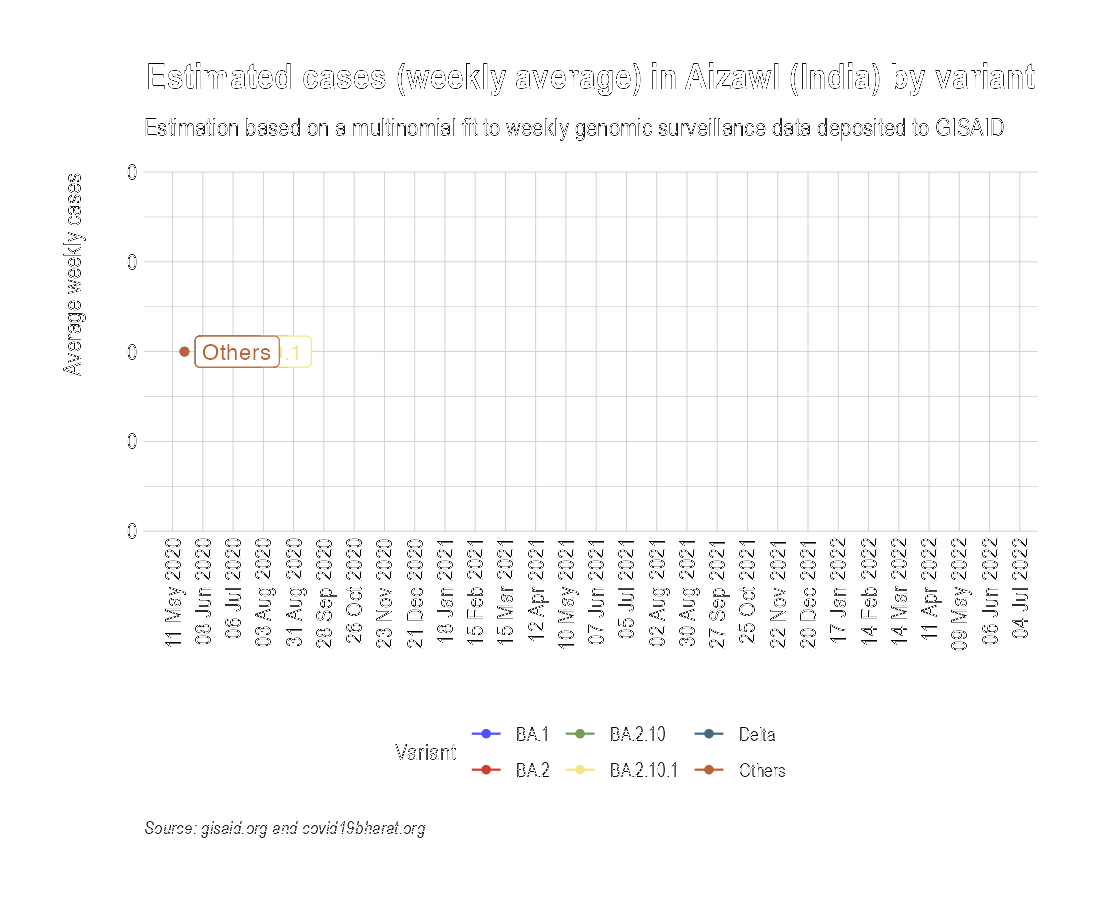 Estimated cases (weekly average) in Aizawl (India) by variant
Estimation based on a multinomial fit to weekly genomic surveillance data deposited to GISAID
Average weekly cases
0
0
0
0
0
Others
.1
11 May 2020
08 Jun 2020
06 Jul 2020
03 Aug 2020
31 Aug 2020
28 Sep 2020
26 Oct 2020
23 Nov 2020
21 Dec 2020
18 Jan 2021
15 Feb 2021
15 Mar 2021
12 Apr 2021
10 May 2021
07 Jun 2021
05 Jul 2021
02 Aug 2021
30 Aug 2021
27 Sep 2021
25 Oct 2021
22 Nov 2021
20 Dec 2021
17 Jan 2022
14 Feb 2022
14 Mar 2022
11 Apr 2022
09 May 2022
06 Jun 2022
04 Jul 2022
Variant
BA.1
BA.2.10
Delta
BA.2
BA.2.10.1
Others
Source: gisaid.org and covid19bharat.org